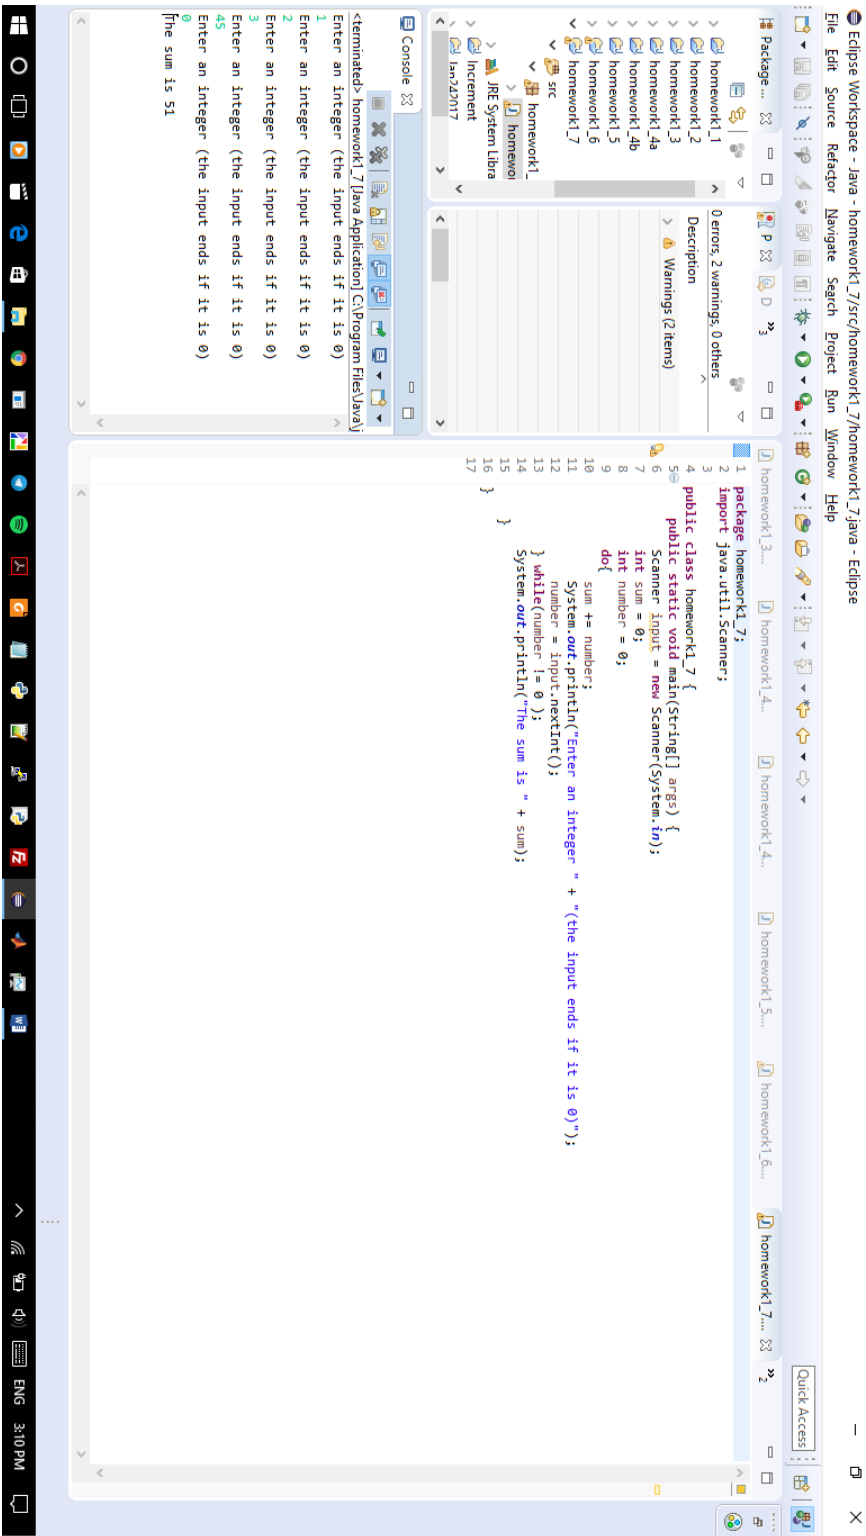 Eclipse Workspace - Java - homework1_7/src/homework1_7/homework1_7.java - Eclipse
File Edit Source Refactor Navigate Search Project Run Window Help
Quick Access
Package ...
homework1_1
homework1_2
homework1_3
homework1_4a
homework1_4b
homework1_5
homework1_6
homework1_7
src
homework1_
homewor
JRE System Libra
Increment
Jan242017
P D 3
0 errors, 2 warnings, 0 others
Description
Warnings (2 items)
Console
<terminated> homework1_7 [Java Application] C:\Program Files\Java\j
Enter an integer (the input ends if it is 0)
1
Enter an integer (the input ends if it is 0)
2
Enter an integer (the input ends if it is 0)
3
Enter an integer (the input ends if it is 0)
45
Enter an integer (the input ends if it is 0)
0
The sum is 51
homework1_3.... homework1_4... homework1_4... homework1_5.... homework1_6.... homework1_7.... 2
1 package homework1_7;
2 import java.util.Scanner;
3
4 public class homework1_7 {
5 public static void main(String[] args) {
6 Scanner input = new Scanner(System.in);
7 int sum = 0;
8 int number = 0;
9 do{
10 sum += number;
11 System.out.println("Enter an integer " + "(the input ends if it is 0)");
12 number = input.nextInt();
13 } while(number != 0 );
14 System.out.println("The sum is " + sum);
15 }
16 }
17
ENG 3:10 PM